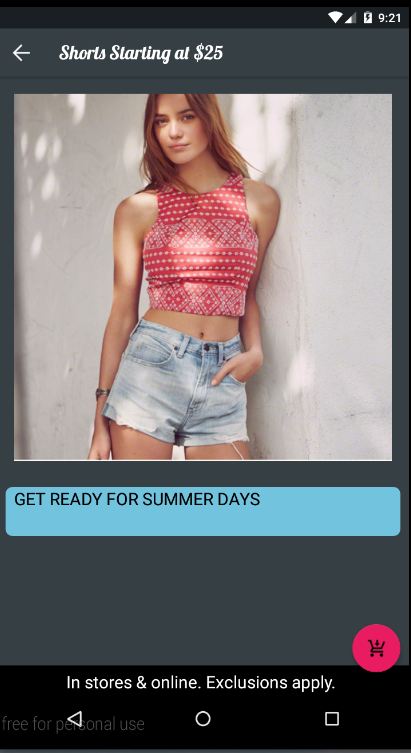 9:21
Shorts Starting at $25
GET READY FOR SUMMER DAYS
In stores & online. Exclusions apply.
free for personal use